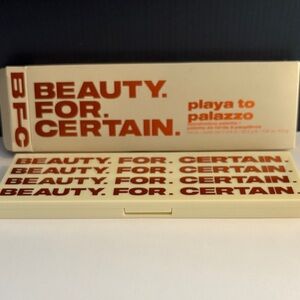 BFC
BEAUTY.
FOR.
CERTAIN.
playa to
palazzo
BEAUTY. FOR. CERTAIN.
BEAUTY. FOR. CERTAIN.
BEAUTY. FOR. CERTAIN.
BEAUTY. FOR. CERTAIN.